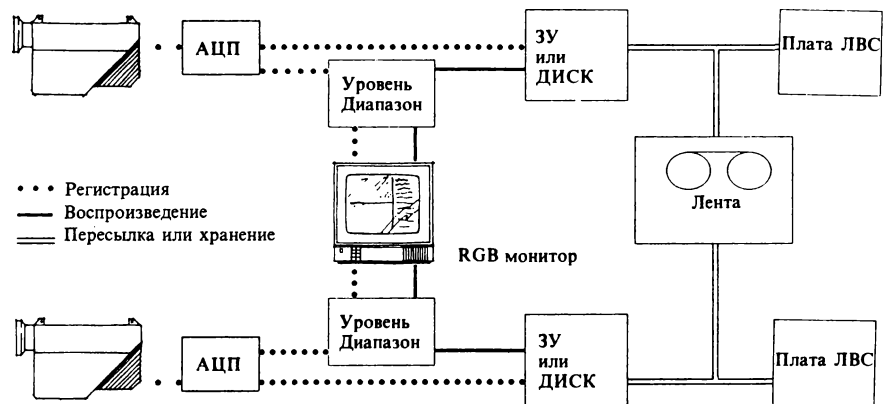 АЦП
ЗУ
или
ДИСК
Плата ЛВС
Уровень
Диапазон
Лента
Регистрация
Воспроизведение
Пересылка или хранение
RGB монитор
Уровень
Диапазон
АЦП
ЗУ
или
ДИСК
Плата ЛВС